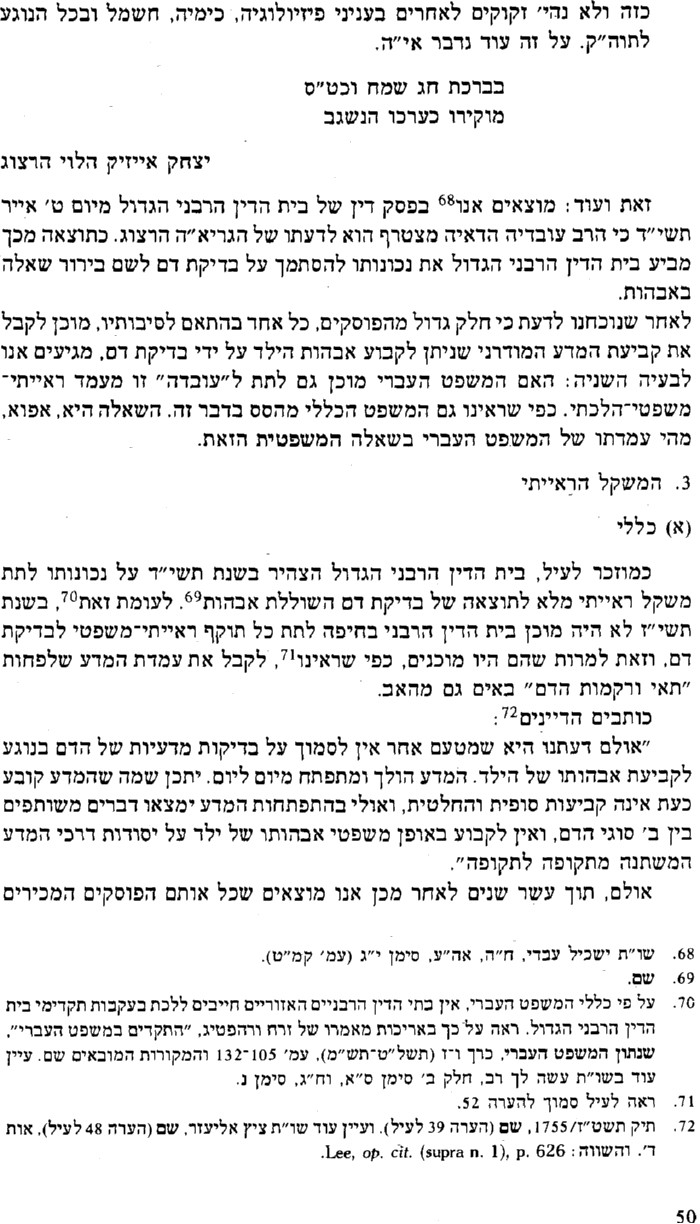 כזה ולא נהי׳ זקוקים לאחרים בעניני פיזיולוגיה, כימיה, חשמל ובכל הנוגע
לתוה״ק. על זה עוד נדבר אי״ה.
בברכת חג שמח וכט״ס
מוקירו כערכו הנשגב
יצחק אייזיק הלוי הרצוג
זאת ועוד: מוצאים אנו68 בפסק דין של בית הדין הרבני הגדול מיום ט׳ אייר
תשי״ד כי הרב עובדיה הדאיה מצטרף הוא לדעתו של הגריא״ה הרצוג. כתוצאה מכך
מביע בית הדין הרבני הגדול את נכונותו להסתמך על בדיקת דם לשם בירור שאלה
באבהות.
לאחר שנוכחנו לדעת כי חלק גדול מהפוסקים, כל אחד בהתאם לסיבותיו, מוכן לקבל
את קביעת המדע המודרני שניתן לקבוע אבהות הילד על ידי בדיקת דם, מגיעים אנו
לבעיה השניה: האם המשפט העברי מוכן גם לתת ל״עובדה״ זו מעמד ראייתי־
משפטי־הלכתי. כפי שראינו גם המשפט הכללי מהסס בדבר זה. השאלה היא, אפוא,
מהי עמדתו של המשפט העברי בשאלה המשפטית הזאת.
3. המשקל הראייתי
(א) כללי
כמוזכר לעיל, בית הדין הרבני הגדול הצהיר בשנת תשי״ד על נכונותו לתת
משקל ראייתי מלא לתוצאה של בדיקת דם השוללת אבהות69. לעומת זאת70, בשנת
תשי״ז לא היה מוכן בית הדין הרבני בחיפה לתת כל תוקף ראייתי־משפטי לבדיקת
דם, וזאת למרות שהם היו מוכנים, כפי שראינו71, לקבל את עמדת המדע שלפחות
״תאי ורקמות הדם״ באים גם מהאב.
כותבים הדיינים72:
״אולם דעתנו היא שמטעם אחר אין לסמוך על בדיקות מדעיות של הדם בנוגע
לקביעת אבהותו של הילד. המדע הולך ומתפתח מיום ליום. יתכן שמה שהמדע קובע
כעת אינה קביעות סופית והחלטית, ואולי בהתפתחות המדע ימצאו דברים משותפים
בין ב׳ סוגי הדם, ואין לקבוע באופן משפטי אבהותו של ילד על יסודות דרכי המדע
המשתנה מתקופה לתקופה״.
אולם, תוך עשר שנים לאחר מכן אנו מוצאים שכל אותם הפוסקים המכירים
68. שו״ת ישכיל עבדי, ח״ה, אה״ע, סימן י״ג (עמ׳ קמ״ט).
69. שם.
70. על פי כללי המשפט העברי, אין בתי הדין הרבניים האזוריים חייבים ללכת בעקבות תקדימי בית
הדין הרבני הגדול. ראה על כך באריכות מאמרו של זרח ורהפטיג, ״התקדים במשפט העברי״,
שנתון המשפט העברי, כרך ו־ז (תשל״ט־תש״מ), עמ׳ 105־132 והמקורות המובאים שם. עיין
עוד בשו״ת עשה לך רב, חלק ב׳ סימן ס״א, וח״ג, סימן נ.
71. ראה לעיל סמוך להערה 52.
72. תיק תשט״ז/1755, שם (הערה 39 לעיל). ועיין עוד שו״ת ציץ אליעזר, שם (הערה 48 לעיל), אות
ד׳. והשווה: Lee, op. cit. (supra n. 1), p. 626.
50